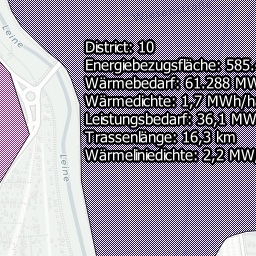 Leine
District: 10
Energiebezugsfläche: 585,
Wärmebedarf: 61.288 MW
Wärmedichte: 1,7 MWh/h
Leistungsbedarf: 36,1 MW
Trassenlänge: 16,3 km
Wärmeliniedichte: 2,2 MW
Leine